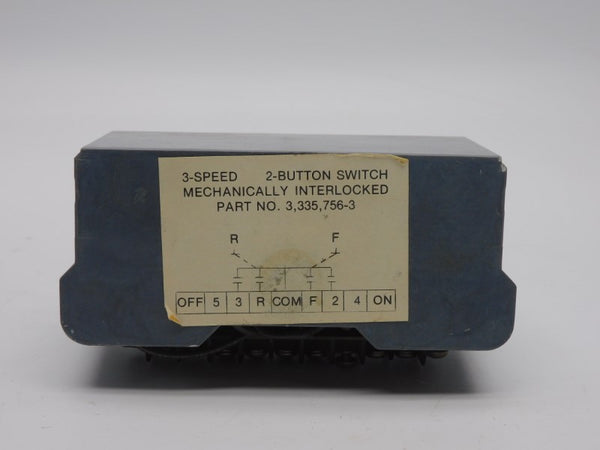 3-SPEED 2-BUTTON SWITCH
MECHANICALLY INTERLOCKED
PART NO. 3,335,756-3
R F
OFF 5 3 R COM F 2 4 ON